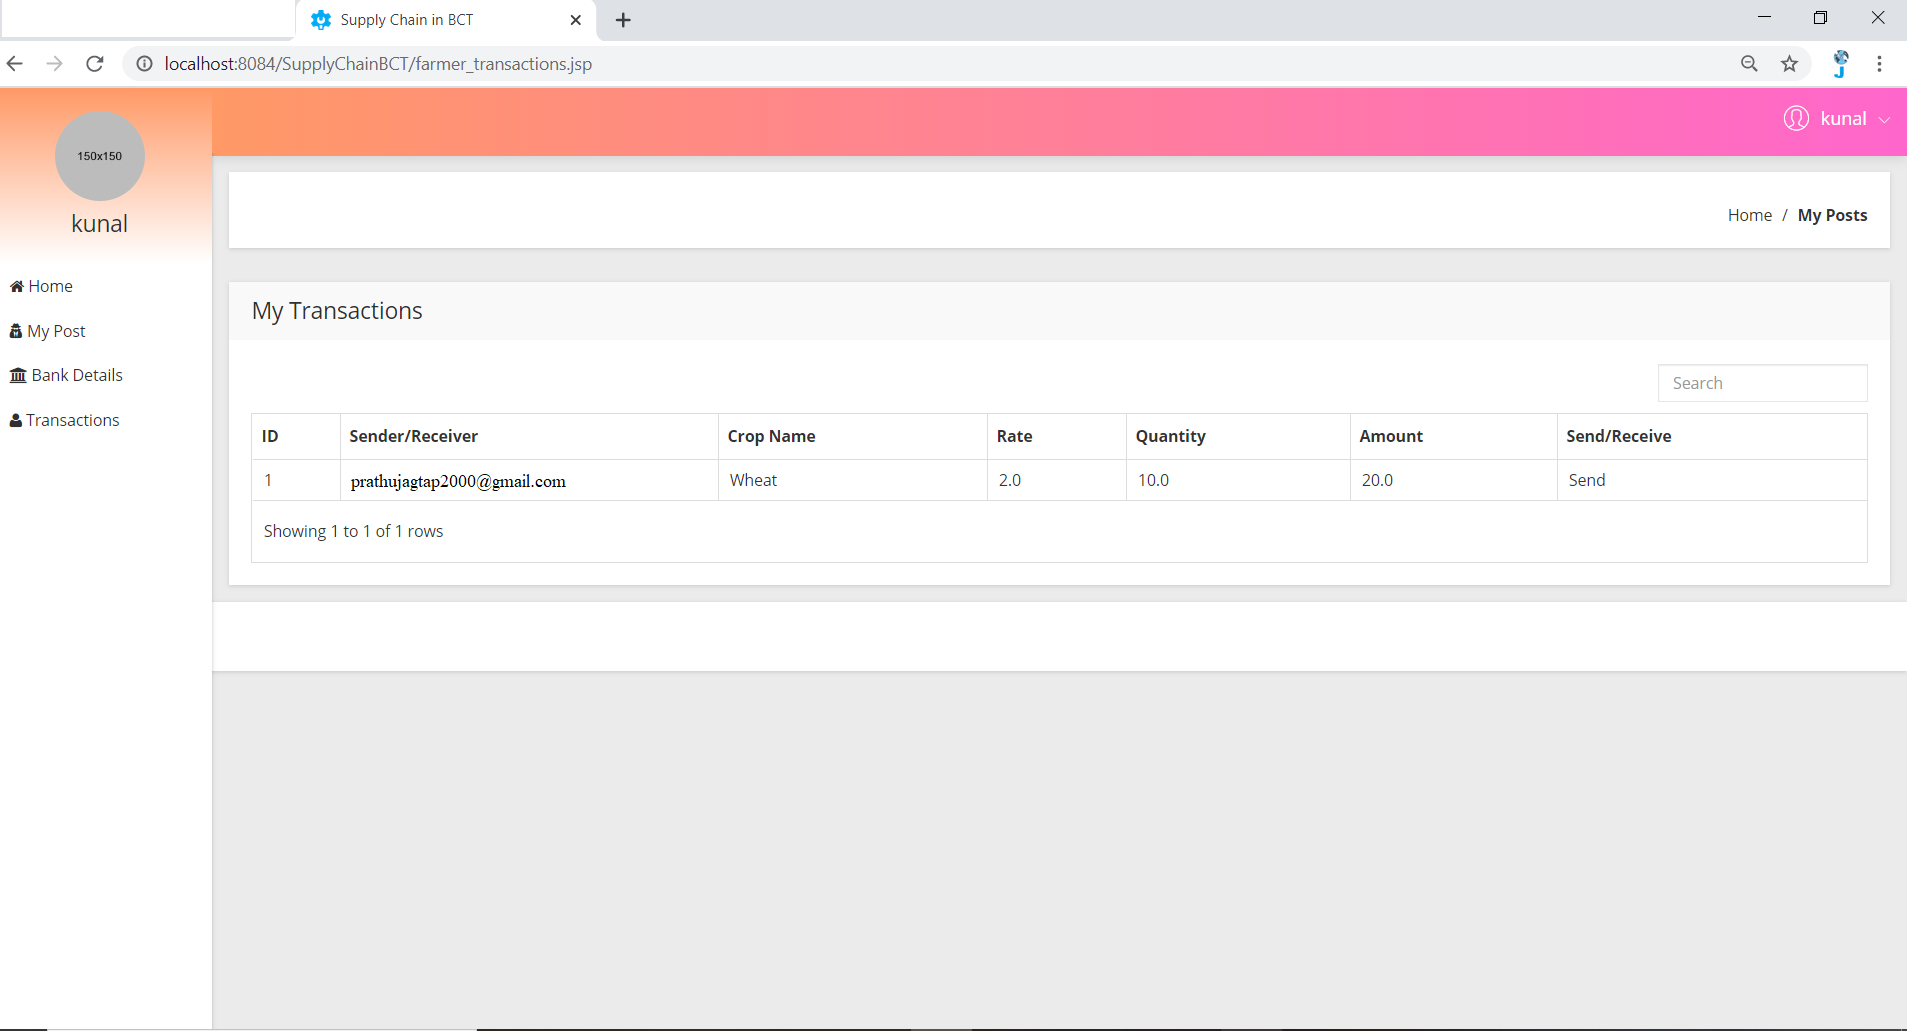 Supply Chain in BCT
localhost:8084/SupplyChainBCT/farmer_transactions.jsp
kunal
150x150
kunal
Home / My Posts
Home
My Post
Bank Details
Transactions
My Transactions
Search
ID Sender/Receiver Crop Name Rate Quantity Amount Send/Receive
1 prathujagtap2000@gmail.com Wheat 2.0 10.0 20.0 Send
Showing 1 to 1 of 1 rows